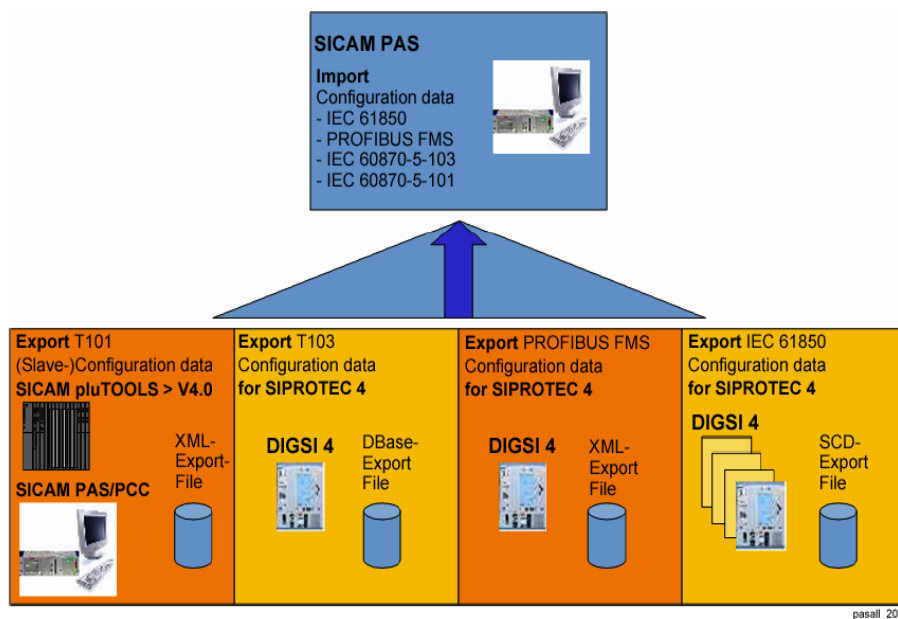 SICAM PAS
Import
Configuration data
- IEC 61850
- PROFIBUS FMS
- IEC 60870-5-103
- IEC 60870-5-101
Export T101
(Slave-)Configuration data
SICAM pluTOOLS > V4.0
XML-
Export-
File
SICAM PAS/PCC
Export T103
Configuration data
for SIPROTEC 4
DIGSI 4
DBase-
Export
File
Export PROFIBUS FMS
Configuration data
for SIPROTEC 4
DIGSI 4
XML-
Export
File
Export IEC 61850
Configuration data
for SIPROTEC 4
DIGSI 4
SCD-
Export
File
pasall_20